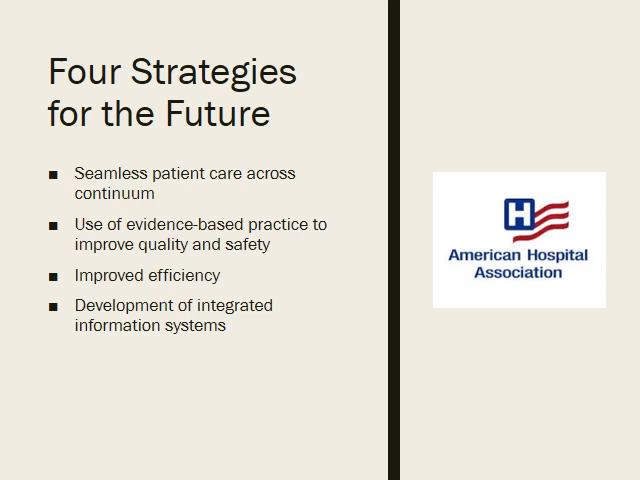 Four Strategies
for the Future
■ Seamless patient care across
continuum
■ Use of evidence-based practice to
improve quality and safety
■ Improved efficiency
■ Development of integrated
information systems
H
American Hospital
Association